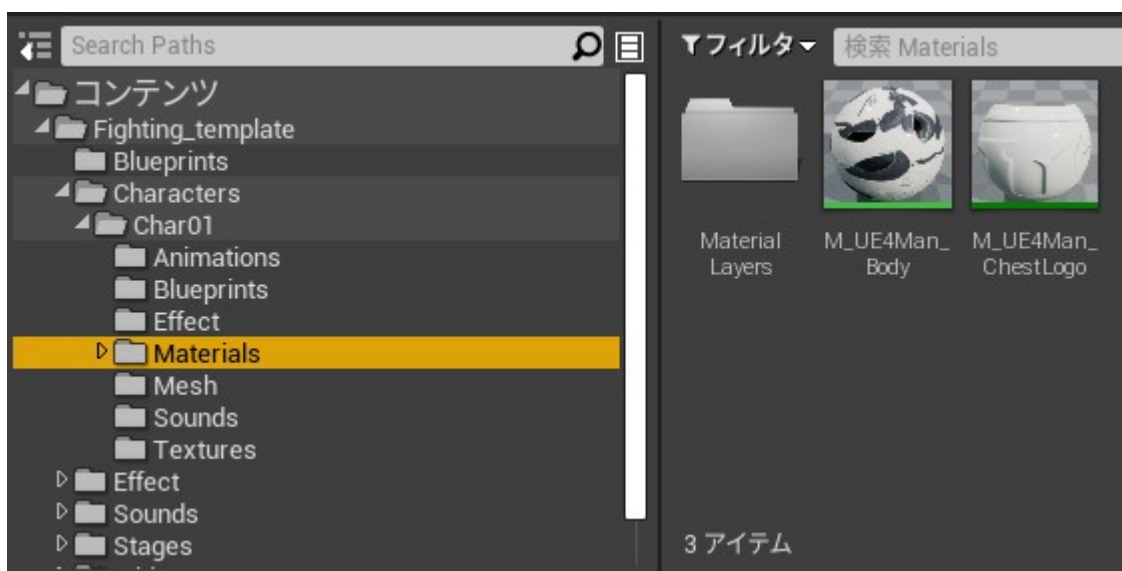 Search Paths
コンテンツ
Fighting_template
Blueprints
Characters
Char01
Animations
Blueprints
Effect
Materials
Mesh
Sounds
Textures
Effect
Sounds
Stages
フィルタ
検索 Materials
Material
Layers
M_UE4Man_
Body
M_UE4Man_
ChestLogo
3 アイテム